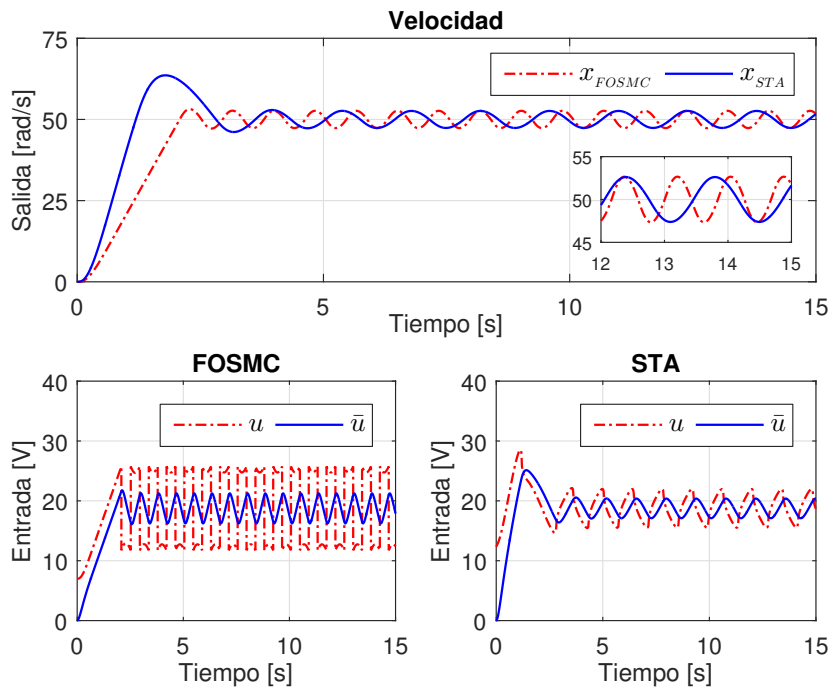 Velocidad
75
50
25
0
Salida [rad/s]
x_FOSMC x_STA
55
50
45
12 13 14 15
0 5 10 15
Tiempo [s]
FOSMC
40
30
20
10
0
Entrada [V]
u ū
0 5 10 15
Tiempo [s]
STA
40
30
20
10
0
Entrada [V]
u ū
0 5 10 15
Tiempo [s]